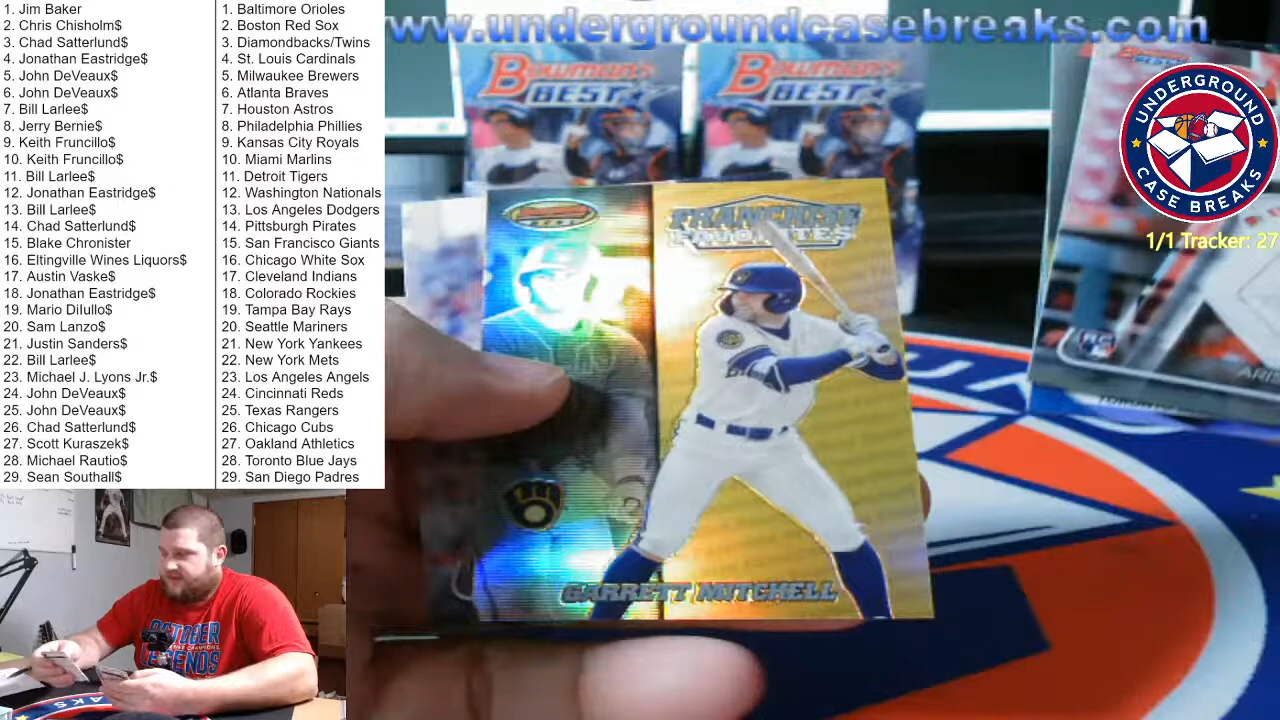 1. Jim Baker
2. Chris Chisholm$
3. Chad Satterlund$
4. Jonathan Eastridge$
5. John DeVeaux$
6. John DeVeaux$
7. Bill Larlee$
8. Jerry Bernie$
9. Keith Fruncillo$
10. Keith Fruncillo$
11. Bill Larlee$
12. Jonathan Eastridge$
13. Bill Larlee$
14. Chad Satterlund$
15. Blake Chronister
16. Eltingville Wines Liquors$
17. Austin Vaske$
18. Jonathan Eastridge$
19. Mario DiIullo$
20. Sam Lanzo$
21. Justin Sanders$
22. Bill Larlee$
23. Michael J. Lyons Jr.$
24. John DeVeaux$
25. John DeVeaux$
26. Chad Satterlund$
27. Scott Kuraszek$
28. Michael Rautio$
29. Sean Southall$
1. Baltimore Orioles
2. Boston Red Sox
3. Diamondbacks/Twins
4. St. Louis Cardinals
5. Milwaukee Brewers
6. Atlanta Braves
7. Houston Astros
8. Philadelphia Phillies
9. Kansas City Royals
10. Miami Marlins
11. Detroit Tigers
12. Washington Nationals
13. Los Angeles Dodgers
14. Pittsburgh Pirates
15. San Francisco Giants
16. Chicago White Sox
17. Cleveland Indians
18. Colorado Rockies
19. Tampa Bay Rays
20. Seattle Mariners
21. New York Yankees
22. New York Mets
23. Los Angeles Angels
24. Cincinnati Reds
25. Texas Rangers
26. Chicago Cubs
27. Oakland Athletics
28. Toronto Blue Jays
29. San Diego Padres
www.undergroundcasebreaks.com
Bowman's
BEST
Bowman's
BEST
UNDERGROUND
CASE BREAKS
1/1 Tracker: 27
FRANCHISE
FAVORITES
GARRETT MITCHELL
RC
OCTOBER
LEGENDS